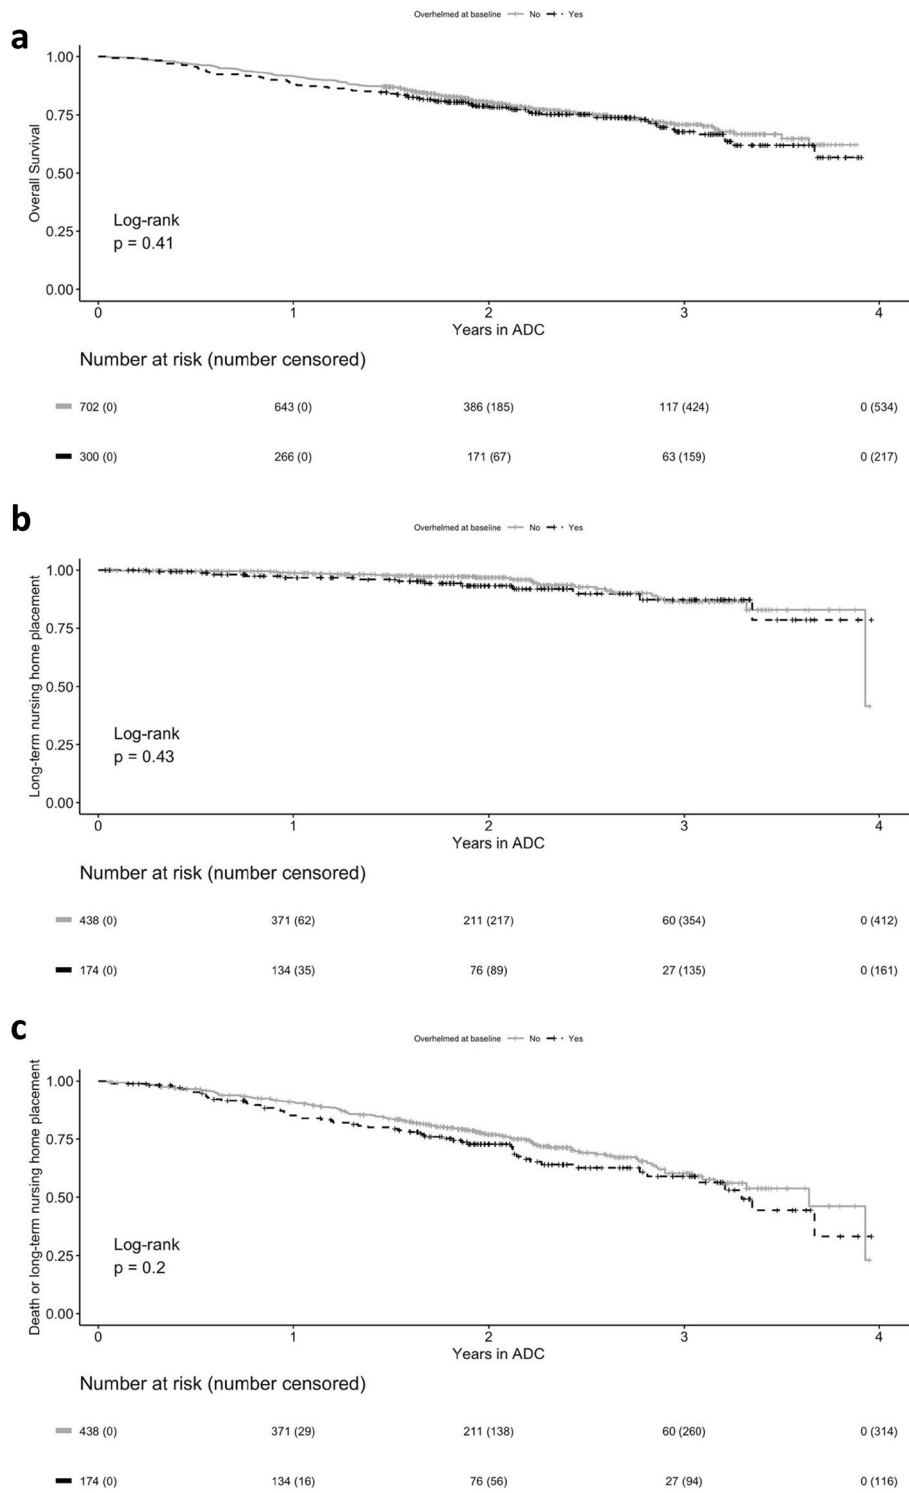 Overhelmed at baseline No Yes
a
1.00
0.75
0.50
0.25
0.00
Overall Survival
Log-rank
p = 0.41
0 1 2 3 4
Years in ADC
Number at risk (number censored)
702 (0) 643 (0) 386 (185) 117 (424) 0 (534)
300 (0) 266 (0) 171 (67) 63 (159) 0 (217)
b
Overhelmed at baseline No Yes
1.00
0.75
0.50
0.25
0.00
Long-term nursing home placement
Log-rank
p = 0.43
0 1 2 3 4
Years in ADC
Number at risk (number censored)
438 (0) 371 (62) 211 (217) 60 (354) 0 (412)
174 (0) 134 (35) 76 (89) 27 (135) 0 (161)
c
Overhelmed at baseline No Yes
1.00
0.75
0.50
0.25
0.00
Death or long-term nursing home placement
Log-rank
p = 0.2
0 1 2 3 4
Years in ADC
Number at risk (number censored)
438 (0) 371 (29) 211 (138) 60 (260) 0 (314)
174 (0) 134 (16) 76 (56) 27 (94) 0 (116)